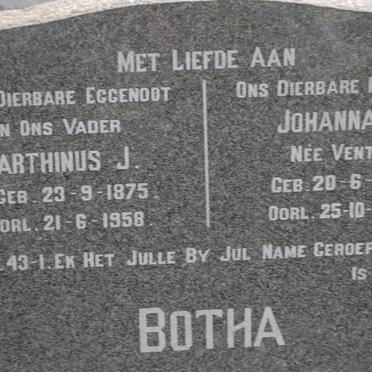 MET LIEFDE AAN
DIERBARE EGGENOOT
ONS VADER
ARTHINUS J.
GEB. 23-9-1875.
OORL. 21-6-1958.
ONS DIERBARE
JOHANNA
NEE VENT
GEB. 20-6-
OORL. 25-10-
43-1. EK HET JULLE BY JUL NAME GEROEP
IS
BOTHA